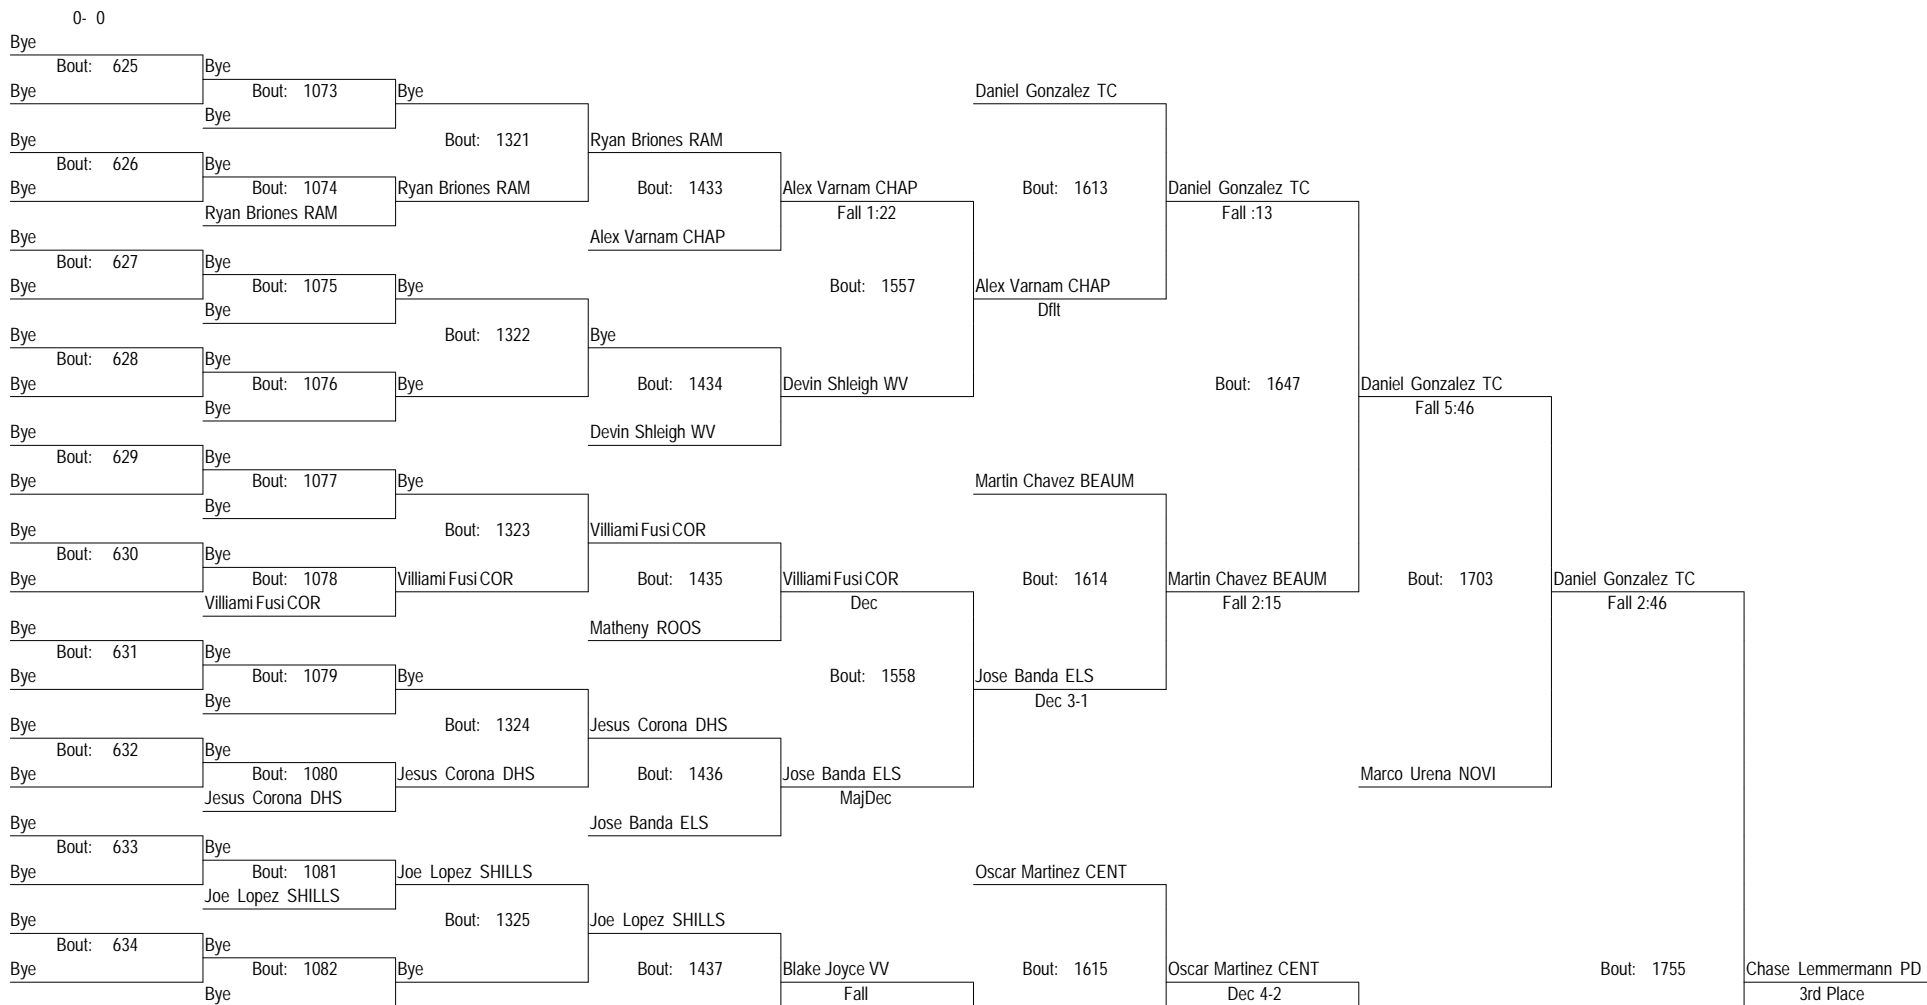 0- 0
Bye
Bout: 625 Bye
Bye Bout: 1073 Bye Daniel Gonzalez TC
Bye
Bye Bout: 1321 Ryan Briones RAM
Bout: 626 Bye
Bye Bout: 1074 Ryan Briones RAM Bout: 1433 Alex Varnam CHAP Bout: 1613 Daniel Gonzalez TC
Ryan Briones RAM Fall 1:22 Fall :13
Bye Alex Varnam CHAP
Bout: 627 Bye
Bye Bout: 1075 Bye Bout: 1557 Alex Varnam CHAP
Bye Dflt
Bye Bout: 1322 Bye
Bout: 628 Bye
Bye Bout: 1076 Bye Bout: 1434 Devin Shleigh WV Bout: 1647 Daniel Gonzalez TC
Bye Fall 5:46
Bye Devin Shleigh WV
Bout: 629 Bye
Bye Bout: 1077 Bye Martin Chavez BEAUM
Bye
Bye Bout: 1323 Villiami Fusi COR
Bout: 630 Bye
Bye Bout: 1078 Villiami Fusi COR Bout: 1435 Villiami Fusi COR Bout: 1614 Martin Chavez BEAUM Bout: 1703 Daniel Gonzalez TC
Villiami Fusi COR Dec Fall 2:15 Fall 2:46
Bye Matheny ROOS
Bout: 631 Bye
Bye Bout: 1079 Bye Bout: 1558 Jose Banda ELS
Bye Dec 3-1
Bye Bout: 1324 Jesus Corona DHS
Bout: 632 Bye
Bye Bout: 1080 Jesus Corona DHS Bout: 1436 Jose Banda ELS Marco Urena NOVI
Jesus Corona DHS MajDec
Bye Jose Banda ELS
Bout: 633 Bye
Bye Bout: 1081 Joe Lopez SHILLS Oscar Martinez CENT
Joe Lopez SHILLS
Bye Bout: 1325 Joe Lopez SHILLS
Bout: 634 Bye
Bye Bout: 1082 Bye Bout: 1437 Blake Joyce VV Bout: 1615 Oscar Martinez CENT Bout: 1755 Chase Lemmermann PD
Bye Fall Dec 4-2 3rd Place